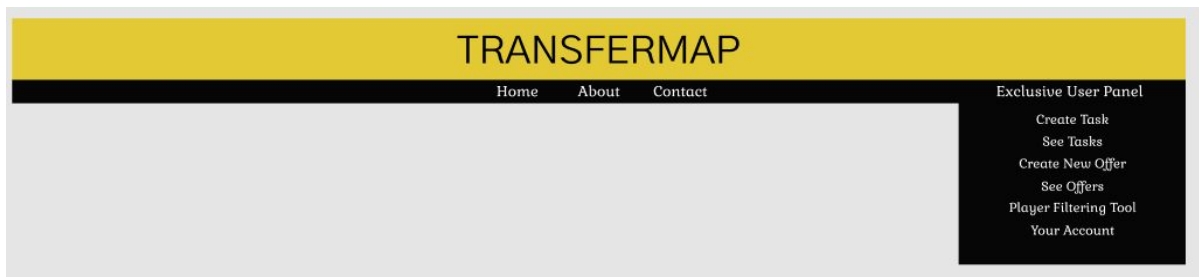 TRANSFERMAP
Home About Contact Exclusive User Panel
Create Task
See Tasks
Create New Offer
See Offers
Player Filtering Tool
Your Account